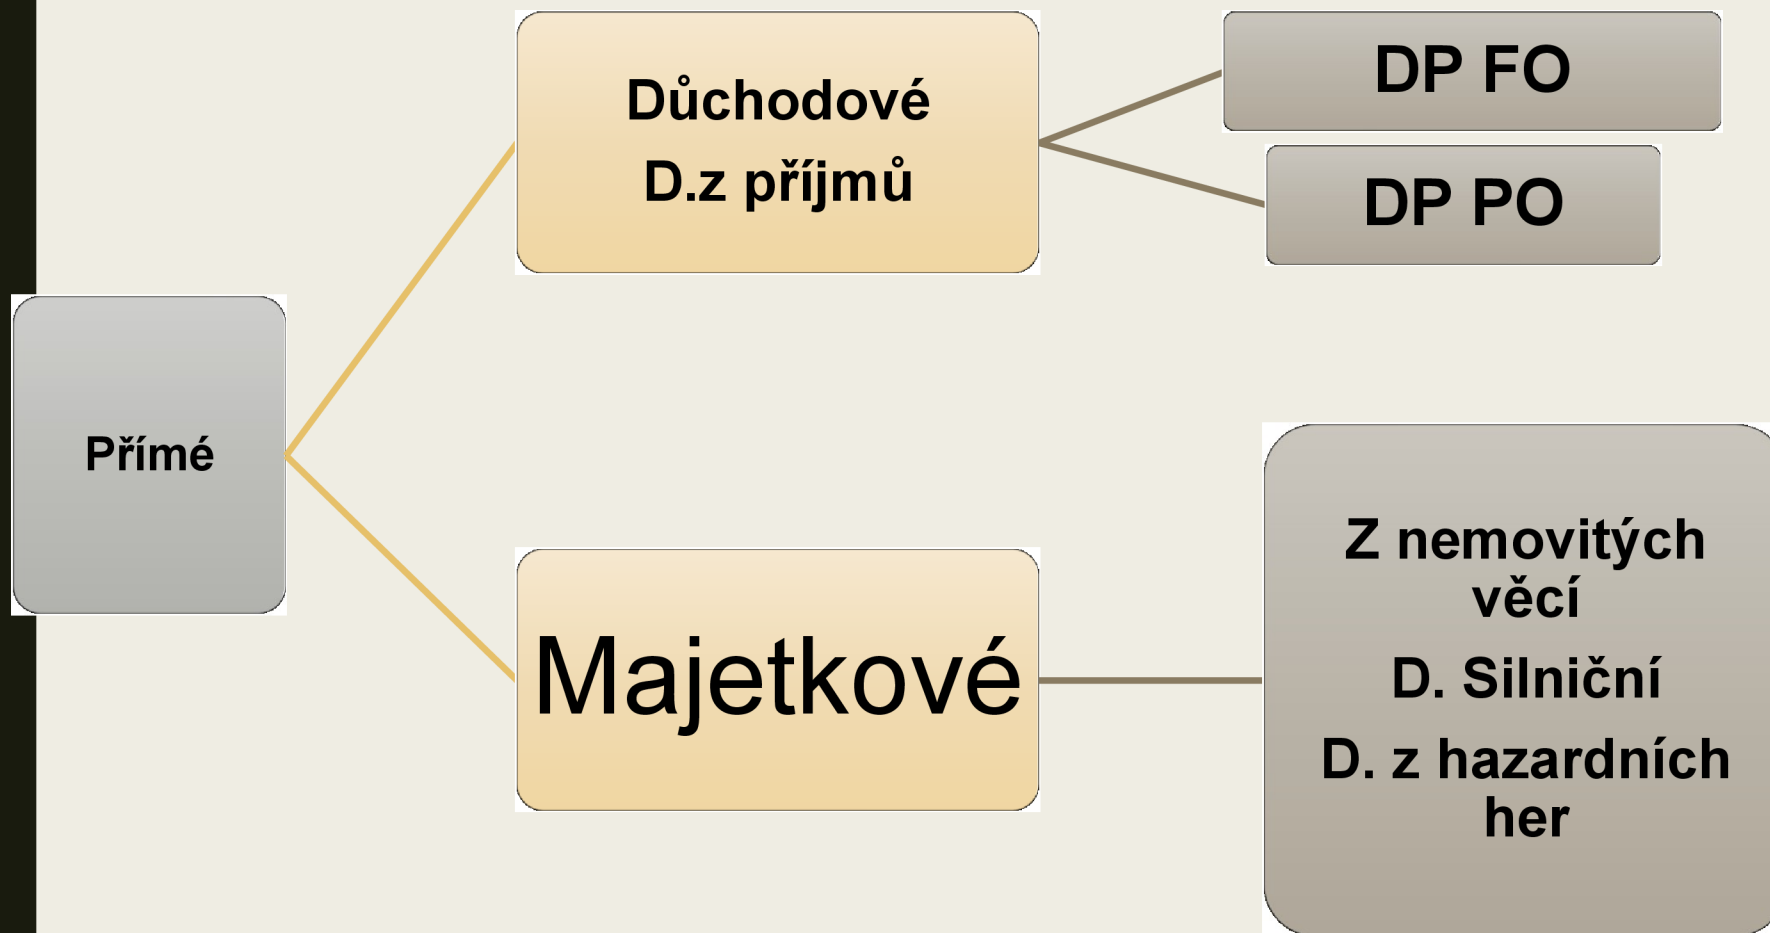 Přímé
Důchodové
D.z příjmů
DP FO
DP PO
Majetkové
Z nemovitých
věcí
D. Silniční
D. z hazardních
her